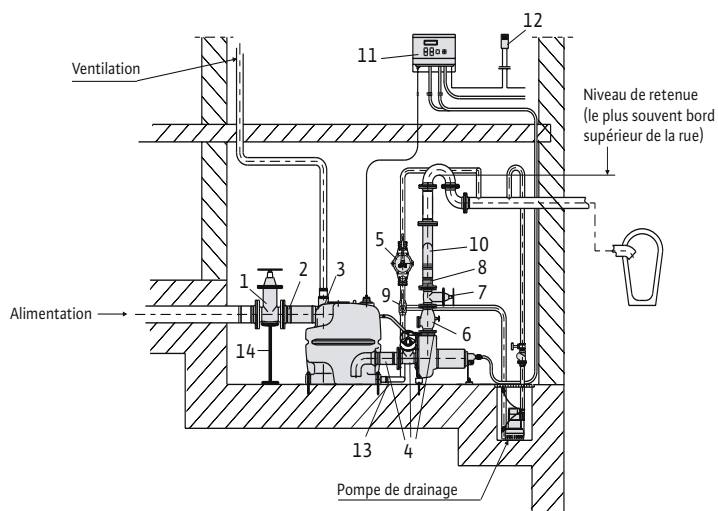 12
11
Ventilation
Niveau de retenue
(le plus souvent bord
supérieur de la rue)
5
10
1
2
3
8
9
7
Alimentation
6
14
13
4
Pompe de drainage